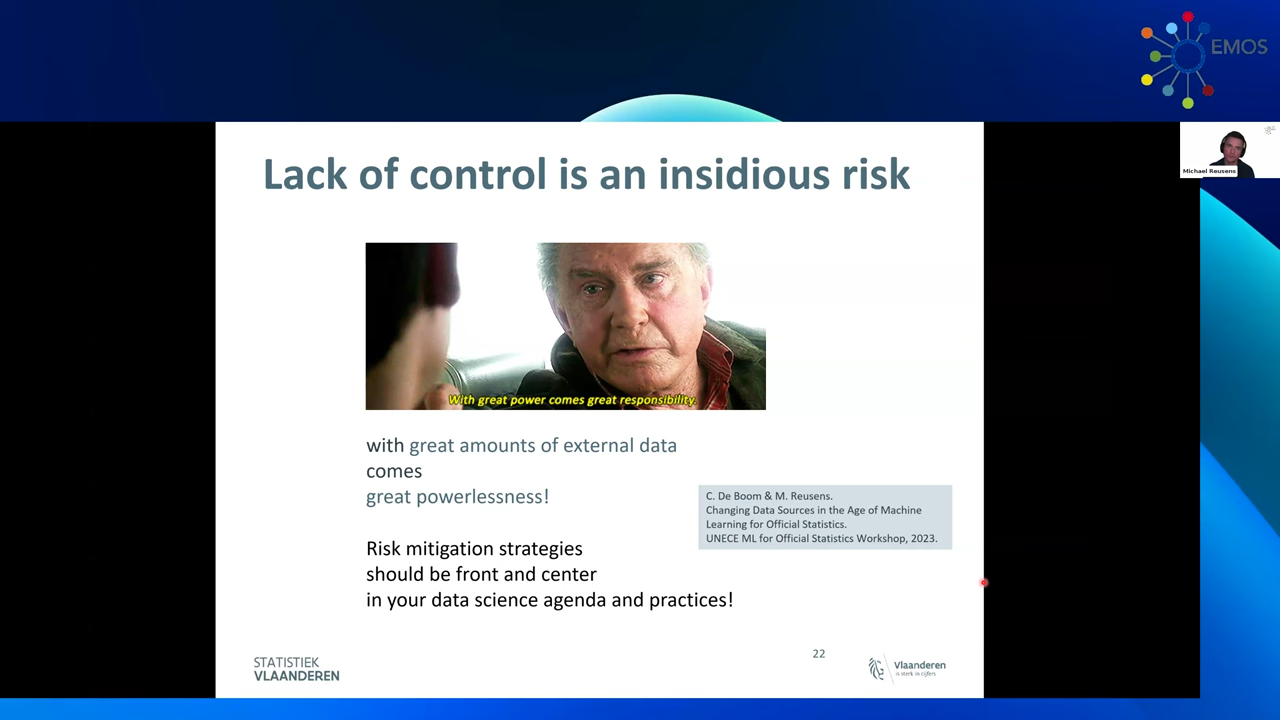 EMOS
Michael Reusens
Lack of control is an insidious risk
With great power comes great responsibility.
with great amounts of external data
comes
great powerlessness!
C. De Boom & M. Reusens.
Changing Data Sources in the Age of Machine
Learning for Official Statistics.
UNECE ML for Official Statistics Workshop, 2023.
Risk mitigation strategies
should be front and center
in your data science agenda and practices!
STATISTIEK
VLAANDEREN
22
Vlaanderen
is sterk in cijfers